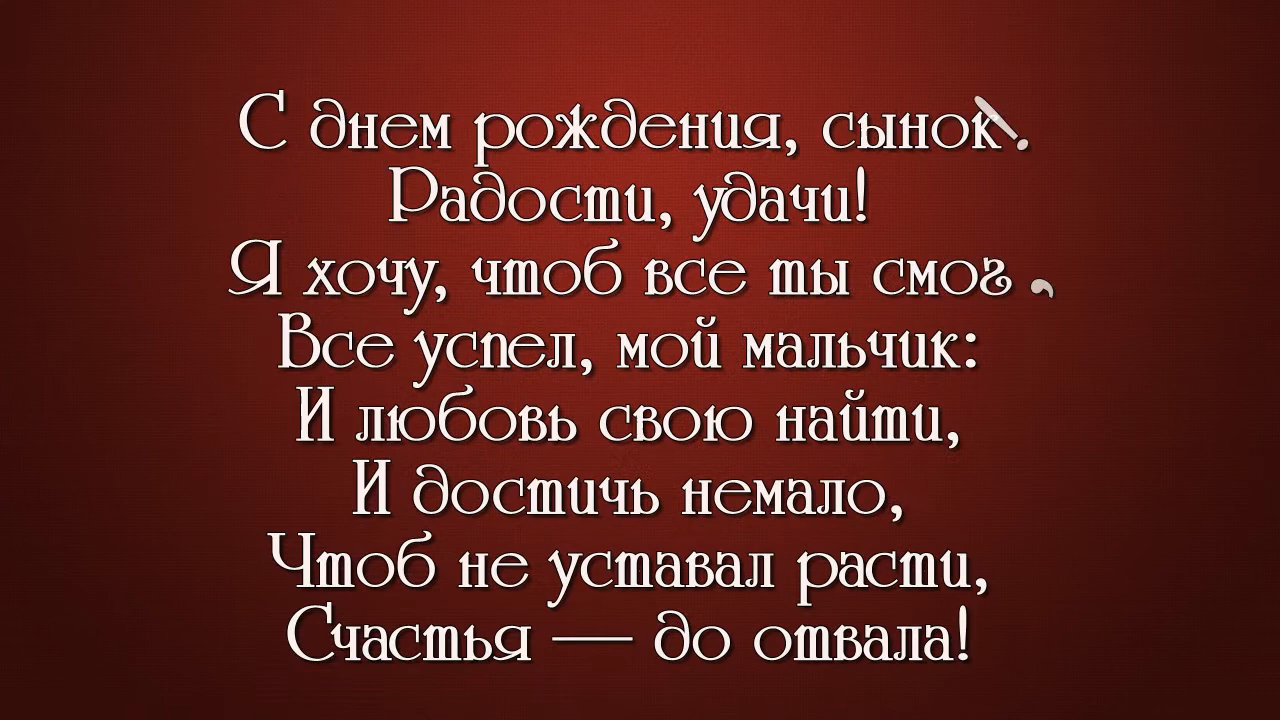 С днем рождения, сынок!
Радости, удачи!
Я хочу, чтоб все ты смог,
Все успел, мой мальчик:
И любовь свою найти,
И достичь немало,
Чтоб не уставал расти,
Счастья — до отвала!